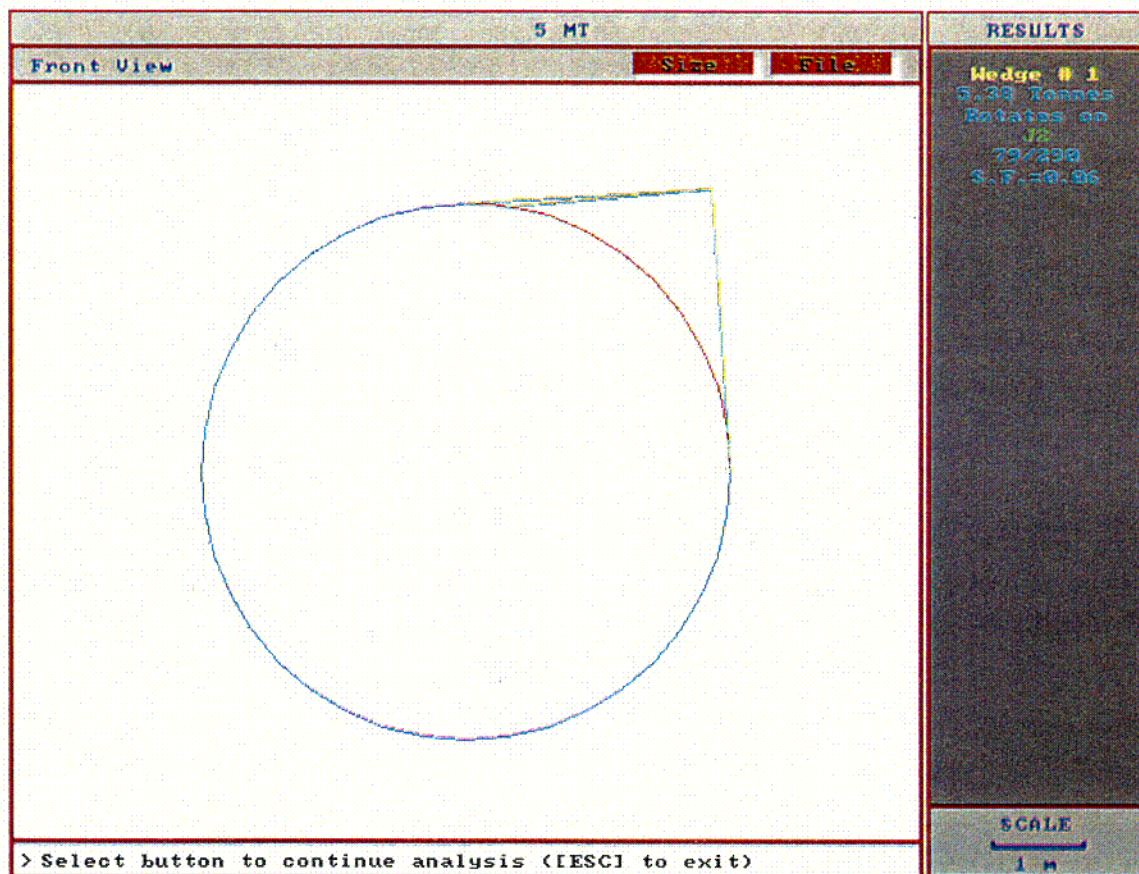 5 MT
Front View
Size
File
RESULTS
Wedge # 1
5.38 Tonnes
Rotates on
J2
79/290
S.F.=0.06
SCALE
1 m
> Select button to continue analysis ([ESC] to exit)